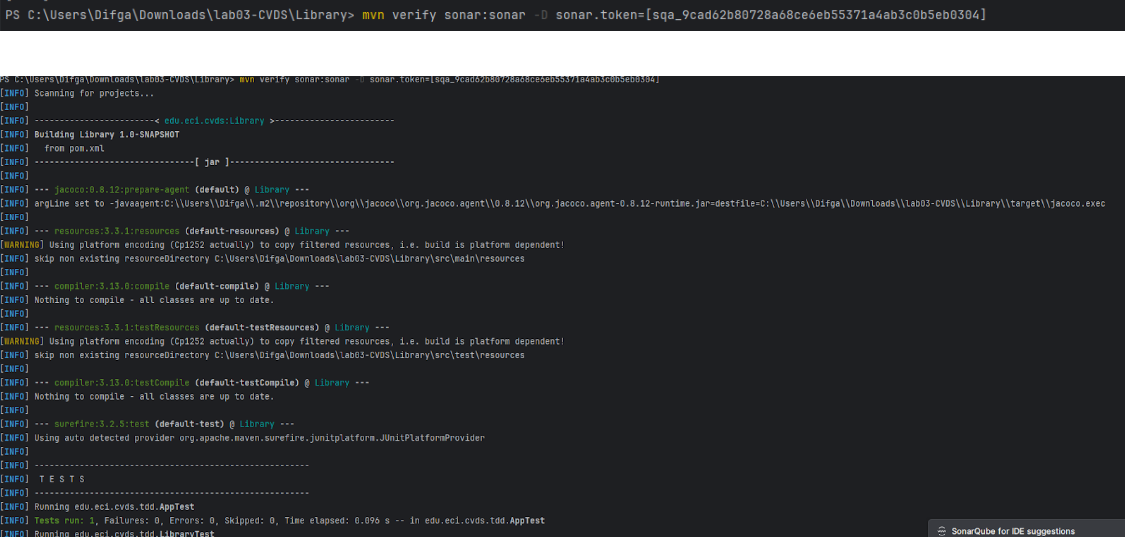 PS C:\Users\Difga\Downloads\lab03-CVDS\Library> mvn verify sonar:sonar -D sonar.token=[sqa_9cad62b80728a68ce6eb55371a4ab3c0b5eb0304]
PS C:\Users\Difga\Downloads\lab03-CVDS\Library> mvn verify sonar:sonar -D sonar.token=[sqa_9cad62b80728a68ce6eb55371a4ab3c0b5eb0304]
[INFO] Scanning for projects...
[INFO]
[INFO] ------------------------< edu.eci.cvds:Library >------------------------
[INFO] Building Library 1.0-SNAPSHOT
[INFO]   from pom.xml
[INFO] --------------------------------[ jar ]---------------------------------
[INFO]
[INFO] --- jacoco:0.8.12:prepare-agent (default) @ Library ---
[INFO] argLine set to -javaagent:C:\\Users\\Difga\\.m2\\repository\\org\\jacoco\\org.jacoco.agent\\0.8.12\\org.jacoco.agent-0.8.12-runtime.jar=destfile=C:\\Users\\Difga\\Downloads\\lab03-CVDS\\Library\\target\\jacoco.exec
[INFO]
[INFO] --- resources:3.3.1:resources (default-resources) @ Library ---
[WARNING] Using platform encoding (Cp1252 actually) to copy filtered resources, i.e. build is platform dependent!
[INFO] skip non existing resourceDirectory C:\Users\Difga\Downloads\lab03-CVDS\Library\src\main\resources
[INFO]
[INFO] --- compiler:3.13.0:compile (default-compile) @ Library ---
[INFO] Nothing to compile - all classes are up to date.
[INFO]
[INFO] --- resources:3.3.1:testResources (default-testResources) @ Library ---
[WARNING] Using platform encoding (Cp1252 actually) to copy filtered resources, i.e. build is platform dependent!
[INFO] skip non existing resourceDirectory C:\Users\Difga\Downloads\lab03-CVDS\Library\src\test\resources
[INFO]
[INFO] --- compiler:3.13.0:testCompile (default-testCompile) @ Library ---
[INFO] Nothing to compile - all classes are up to date.
[INFO]
[INFO] --- surefire:3.2.5:test (default-test) @ Library ---
[INFO] Using auto detected provider org.apache.maven.surefire.junitplatform.JUnitPlatformProvider
[INFO]
[INFO] -------------------------------------------------------
[INFO]  T E S T S
[INFO] -------------------------------------------------------
[INFO] Running edu.eci.cvds.tdd.AppTest
[INFO] Tests run: 1, Failures: 0, Errors: 0, Skipped: 0, Time elapsed: 0.096 s -- in edu.eci.cvds.tdd.AppTest
[INFO] Running edu.eci.cvds.tdd.LibraryTest
SonarQube for IDE suggestions